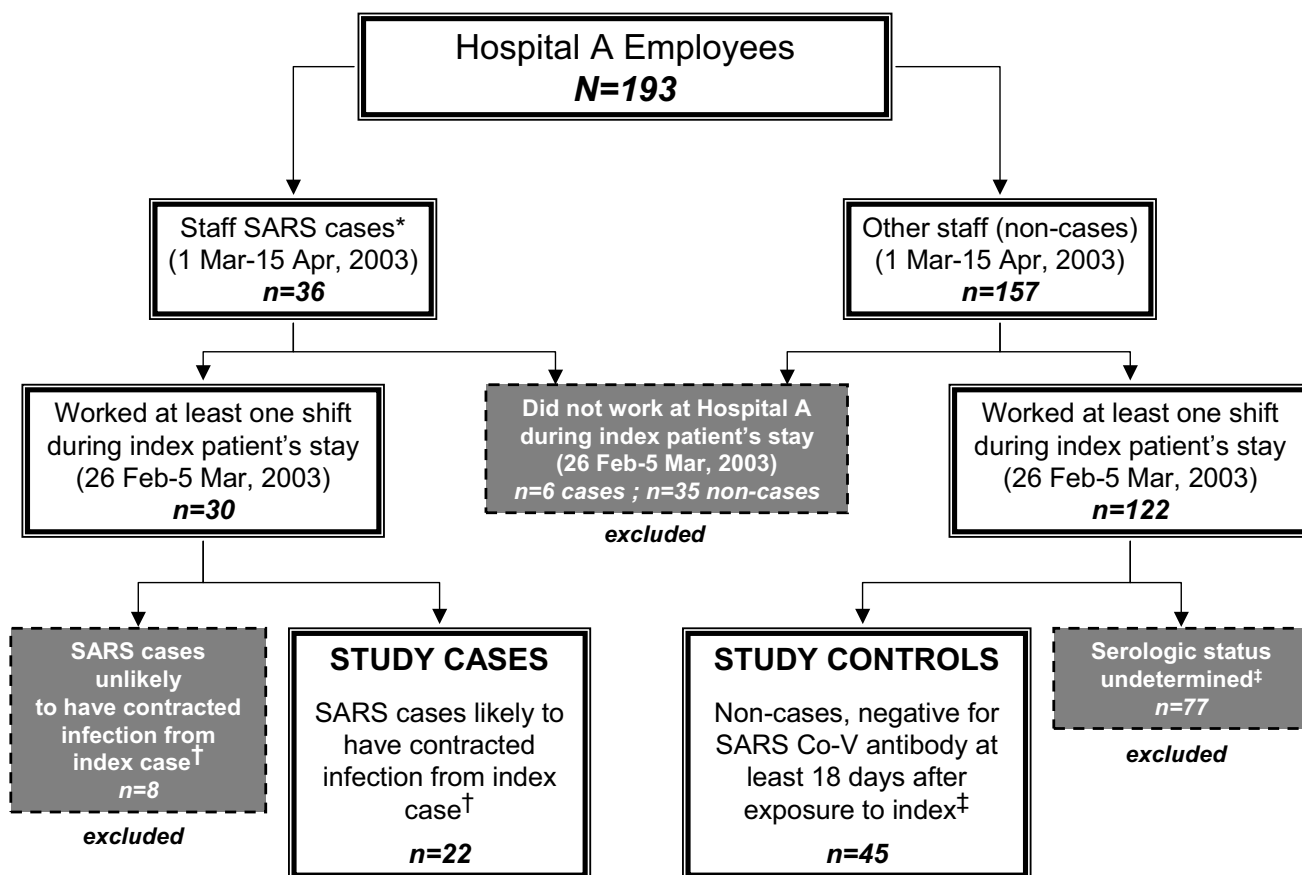 Hospital A Employees
N=193
Staff SARS cases*
(1 Mar-15 Apr, 2003)
n=36
Other staff (non-cases)
(1 Mar-15 Apr, 2003)
n=157
Worked at least one shift
during index patient's stay
(26 Feb-5 Mar, 2003)
n=30
Did not work at Hospital A
during index patient's stay
(26 Feb-5 Mar, 2003)
n=6 cases ; n=35 non-cases
excluded
Worked at least one shift
during index patient's stay
(26 Feb-5 Mar, 2003)
n=122
SARS cases
unlikely
to have contracted
infection from
index case†
n=8
excluded
STUDY CASES
SARS cases likely to
have contracted
infection from index
case†
n=22
STUDY CONTROLS
Non-cases, negative for
SARS Co-V antibody at
least 18 days after
exposure to index‡
n=45
Serologic status
undetermined‡
n=77
excluded